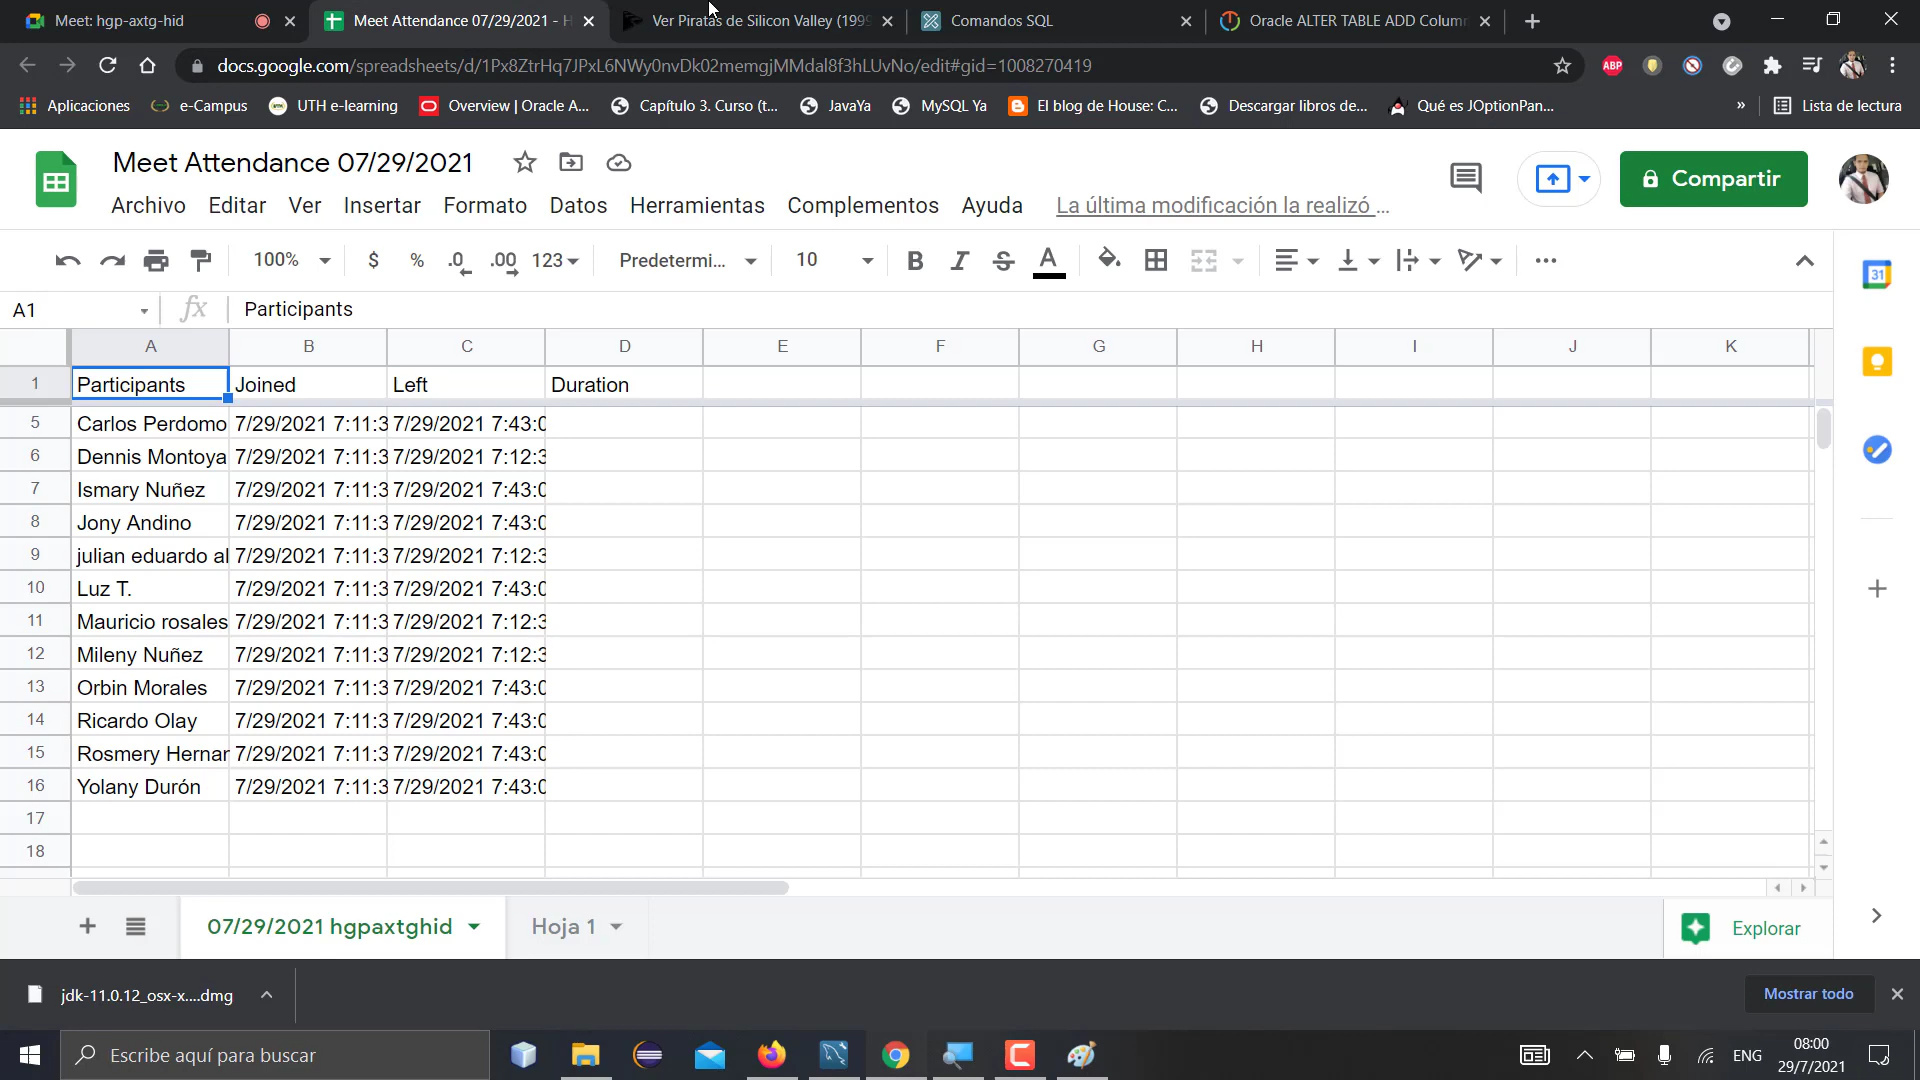 Meet: hgp-axtg-hid
Meet Attendance 07/29/2021 - H
Ver Piratas de Silicon Valley (1999
Comandos SQL
Oracle ALTER TABLE ADD Column
docs.google.com/spreadsheets/d/1Px8ZtrHq7JPxL6NWy0nvDk02memgjMMdal8f3hLUvNo/edit#gid=1008270419
ABP
Aplicaciones
e-Campus
UTH e-learning
Overview | Oracle A...
Capítulo 3. Curso (t...
JavaYa
MySQL Ya
El blog de House: C...
Descargar libros de...
Qué es JOptionPan...
»
Lista de lectura
Meet Attendance 07/29/2021
Compartir
Archivo Editar Ver Insertar Formato Datos Herramientas Complementos Ayuda La última modificación la realizó ...
100% $ % .0 .00 123 Predetermi... 10 B I S A
31
A1 fx Participants
A B C D E F G H I J K
1 Participants Joined Left Duration
5 Carlos Perdomo 7/29/2021 7:11:3 7/29/2021 7:43:0
6 Dennis Montoya 7/29/2021 7:11:3 7/29/2021 7:12:3
7 Ismary Nuñez 7/29/2021 7:11:3 7/29/2021 7:43:0
8 Jony Andino 7/29/2021 7:11:3 7/29/2021 7:43:0
9 julian eduardo al 7/29/2021 7:11:3 7/29/2021 7:12:3
10 Luz T. 7/29/2021 7:11:3 7/29/2021 7:43:0
11 Mauricio rosales 7/29/2021 7:11:3 7/29/2021 7:12:3
12 Mileny Nuñez 7/29/2021 7:11:3 7/29/2021 7:12:3
13 Orbin Morales 7/29/2021 7:11:3 7/29/2021 7:43:0
14 Ricardo Olay 7/29/2021 7:11:3 7/29/2021 7:43:0
15 Rosmery Hernar 7/29/2021 7:11:3 7/29/2021 7:43:0
16 Yolany Durón 7/29/2021 7:11:3 7/29/2021 7:43:0
17
18
07/29/2021 hgpaxtghid
Hoja 1
Explorar
jdk-11.0.12_osx-x....dmg
Mostrar todo
Escribe aquí para buscar
ENG
08:00
29/7/2021